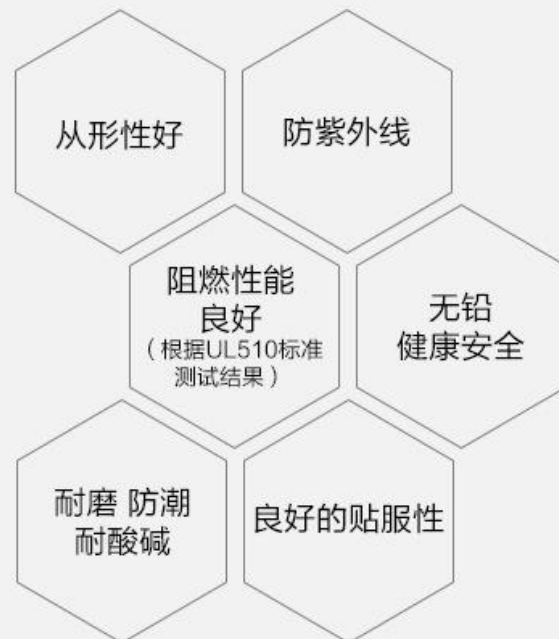 从形性好
防紫外线
阻燃性能
良好
（根据UL510标准
测试结果）
无铅
健康安全
耐磨 防潮
耐酸碱
良好的贴服性